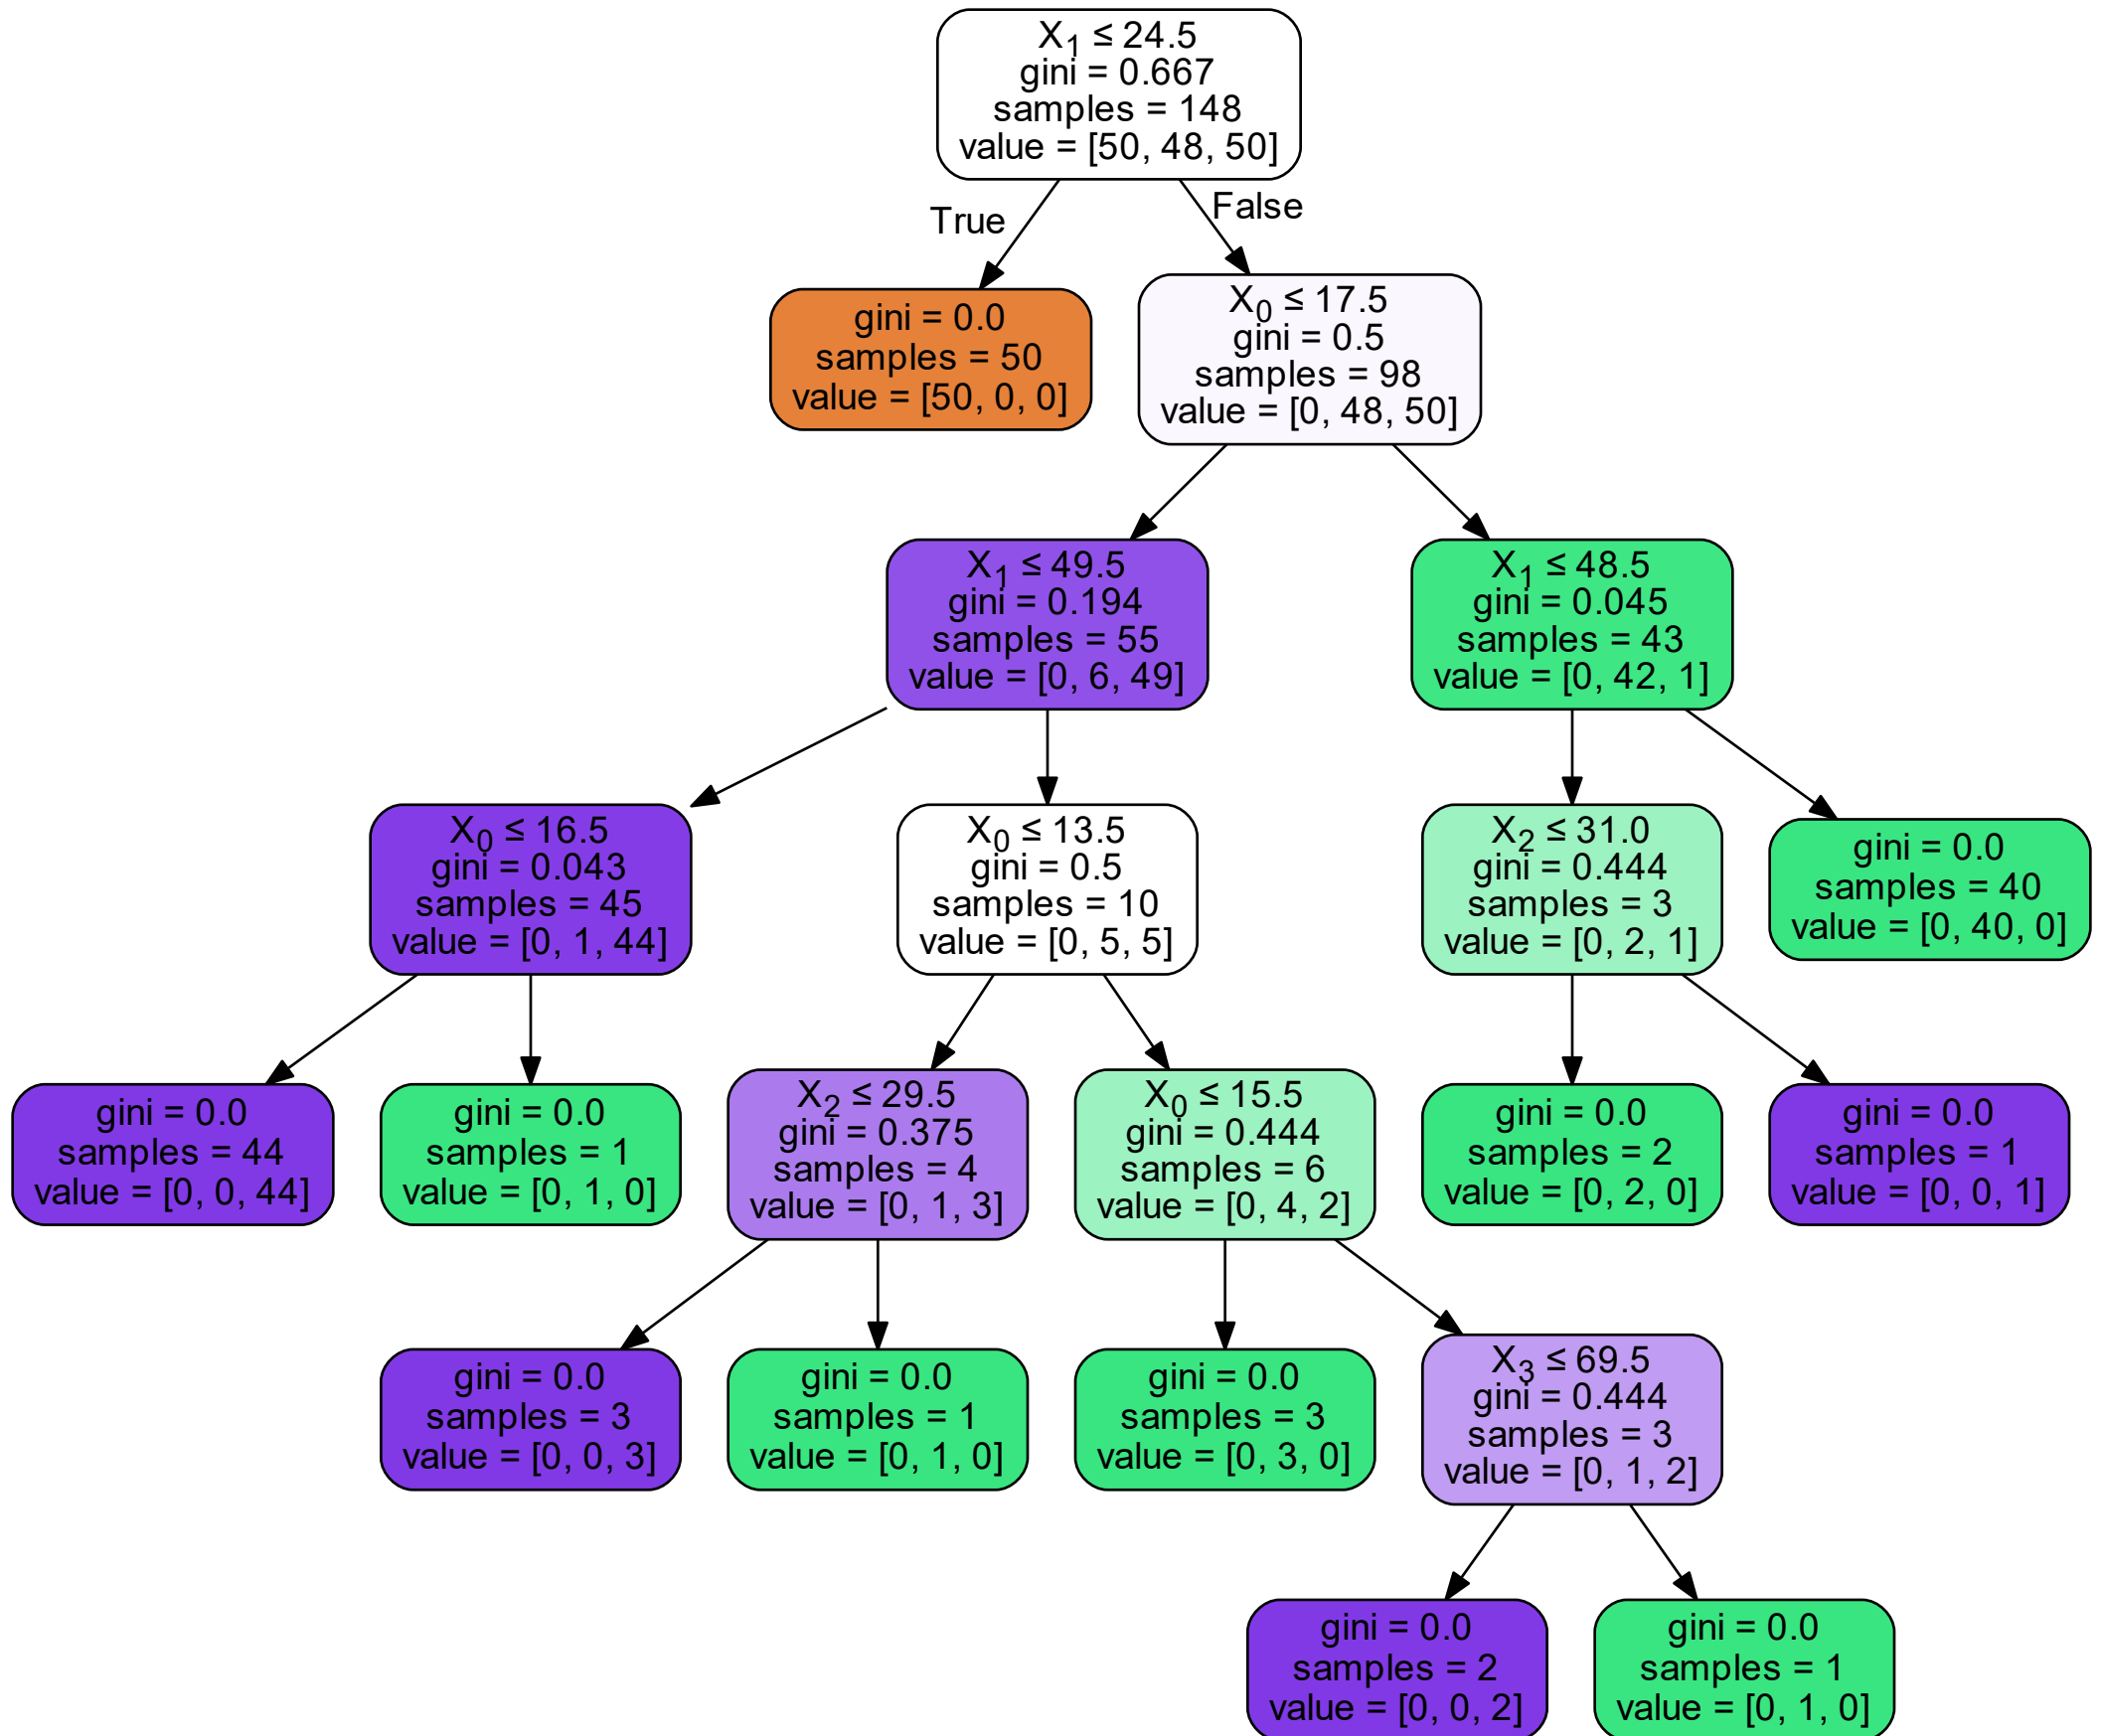 X1 ≤ 24.5
gini = 0.667
samples = 148
value = [50, 48, 50]
True
False
gini = 0.0
samples = 50
value = [50, 0, 0]
X0 ≤ 17.5
gini = 0.5
samples = 98
value = [0, 48, 50]
X1 ≤ 49.5
gini = 0.194
samples = 55
value = [0, 6, 49]
X1 ≤ 48.5
gini = 0.045
samples = 43
value = [0, 42, 1]
X0 ≤ 16.5
gini = 0.043
samples = 45
value = [0, 1, 44]
X0 ≤ 13.5
gini = 0.5
samples = 10
value = [0, 5, 5]
X2 ≤ 31.0
gini = 0.444
samples = 3
value = [0, 2, 1]
gini = 0.0
samples = 40
value = [0, 40, 0]
gini = 0.0
samples = 44
value = [0, 0, 44]
gini = 0.0
samples = 1
value = [0, 1, 0]
X2 ≤ 29.5
gini = 0.375
samples = 4
value = [0, 1, 3]
X0 ≤ 15.5
gini = 0.444
samples = 6
value = [0, 4, 2]
gini = 0.0
samples = 2
value = [0, 2, 0]
gini = 0.0
samples = 1
value = [0, 0, 1]
gini = 0.0
samples = 3
value = [0, 0, 3]
gini = 0.0
samples = 1
value = [0, 1, 0]
gini = 0.0
samples = 3
value = [0, 3, 0]
X3 ≤ 69.5
gini = 0.444
samples = 3
value = [0, 1, 2]
gini = 0.0
samples = 2
value = [0, 0, 2]
gini = 0.0
samples = 1
value = [0, 1, 0]